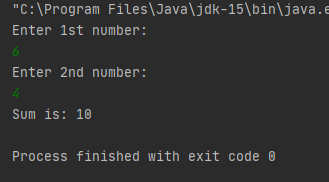 "C:\Program Files\Java\jdk-15\bin\java.e
Enter 1st number:
6
Enter 2nd number:
4
Sum is: 10
Process finished with exit code 0